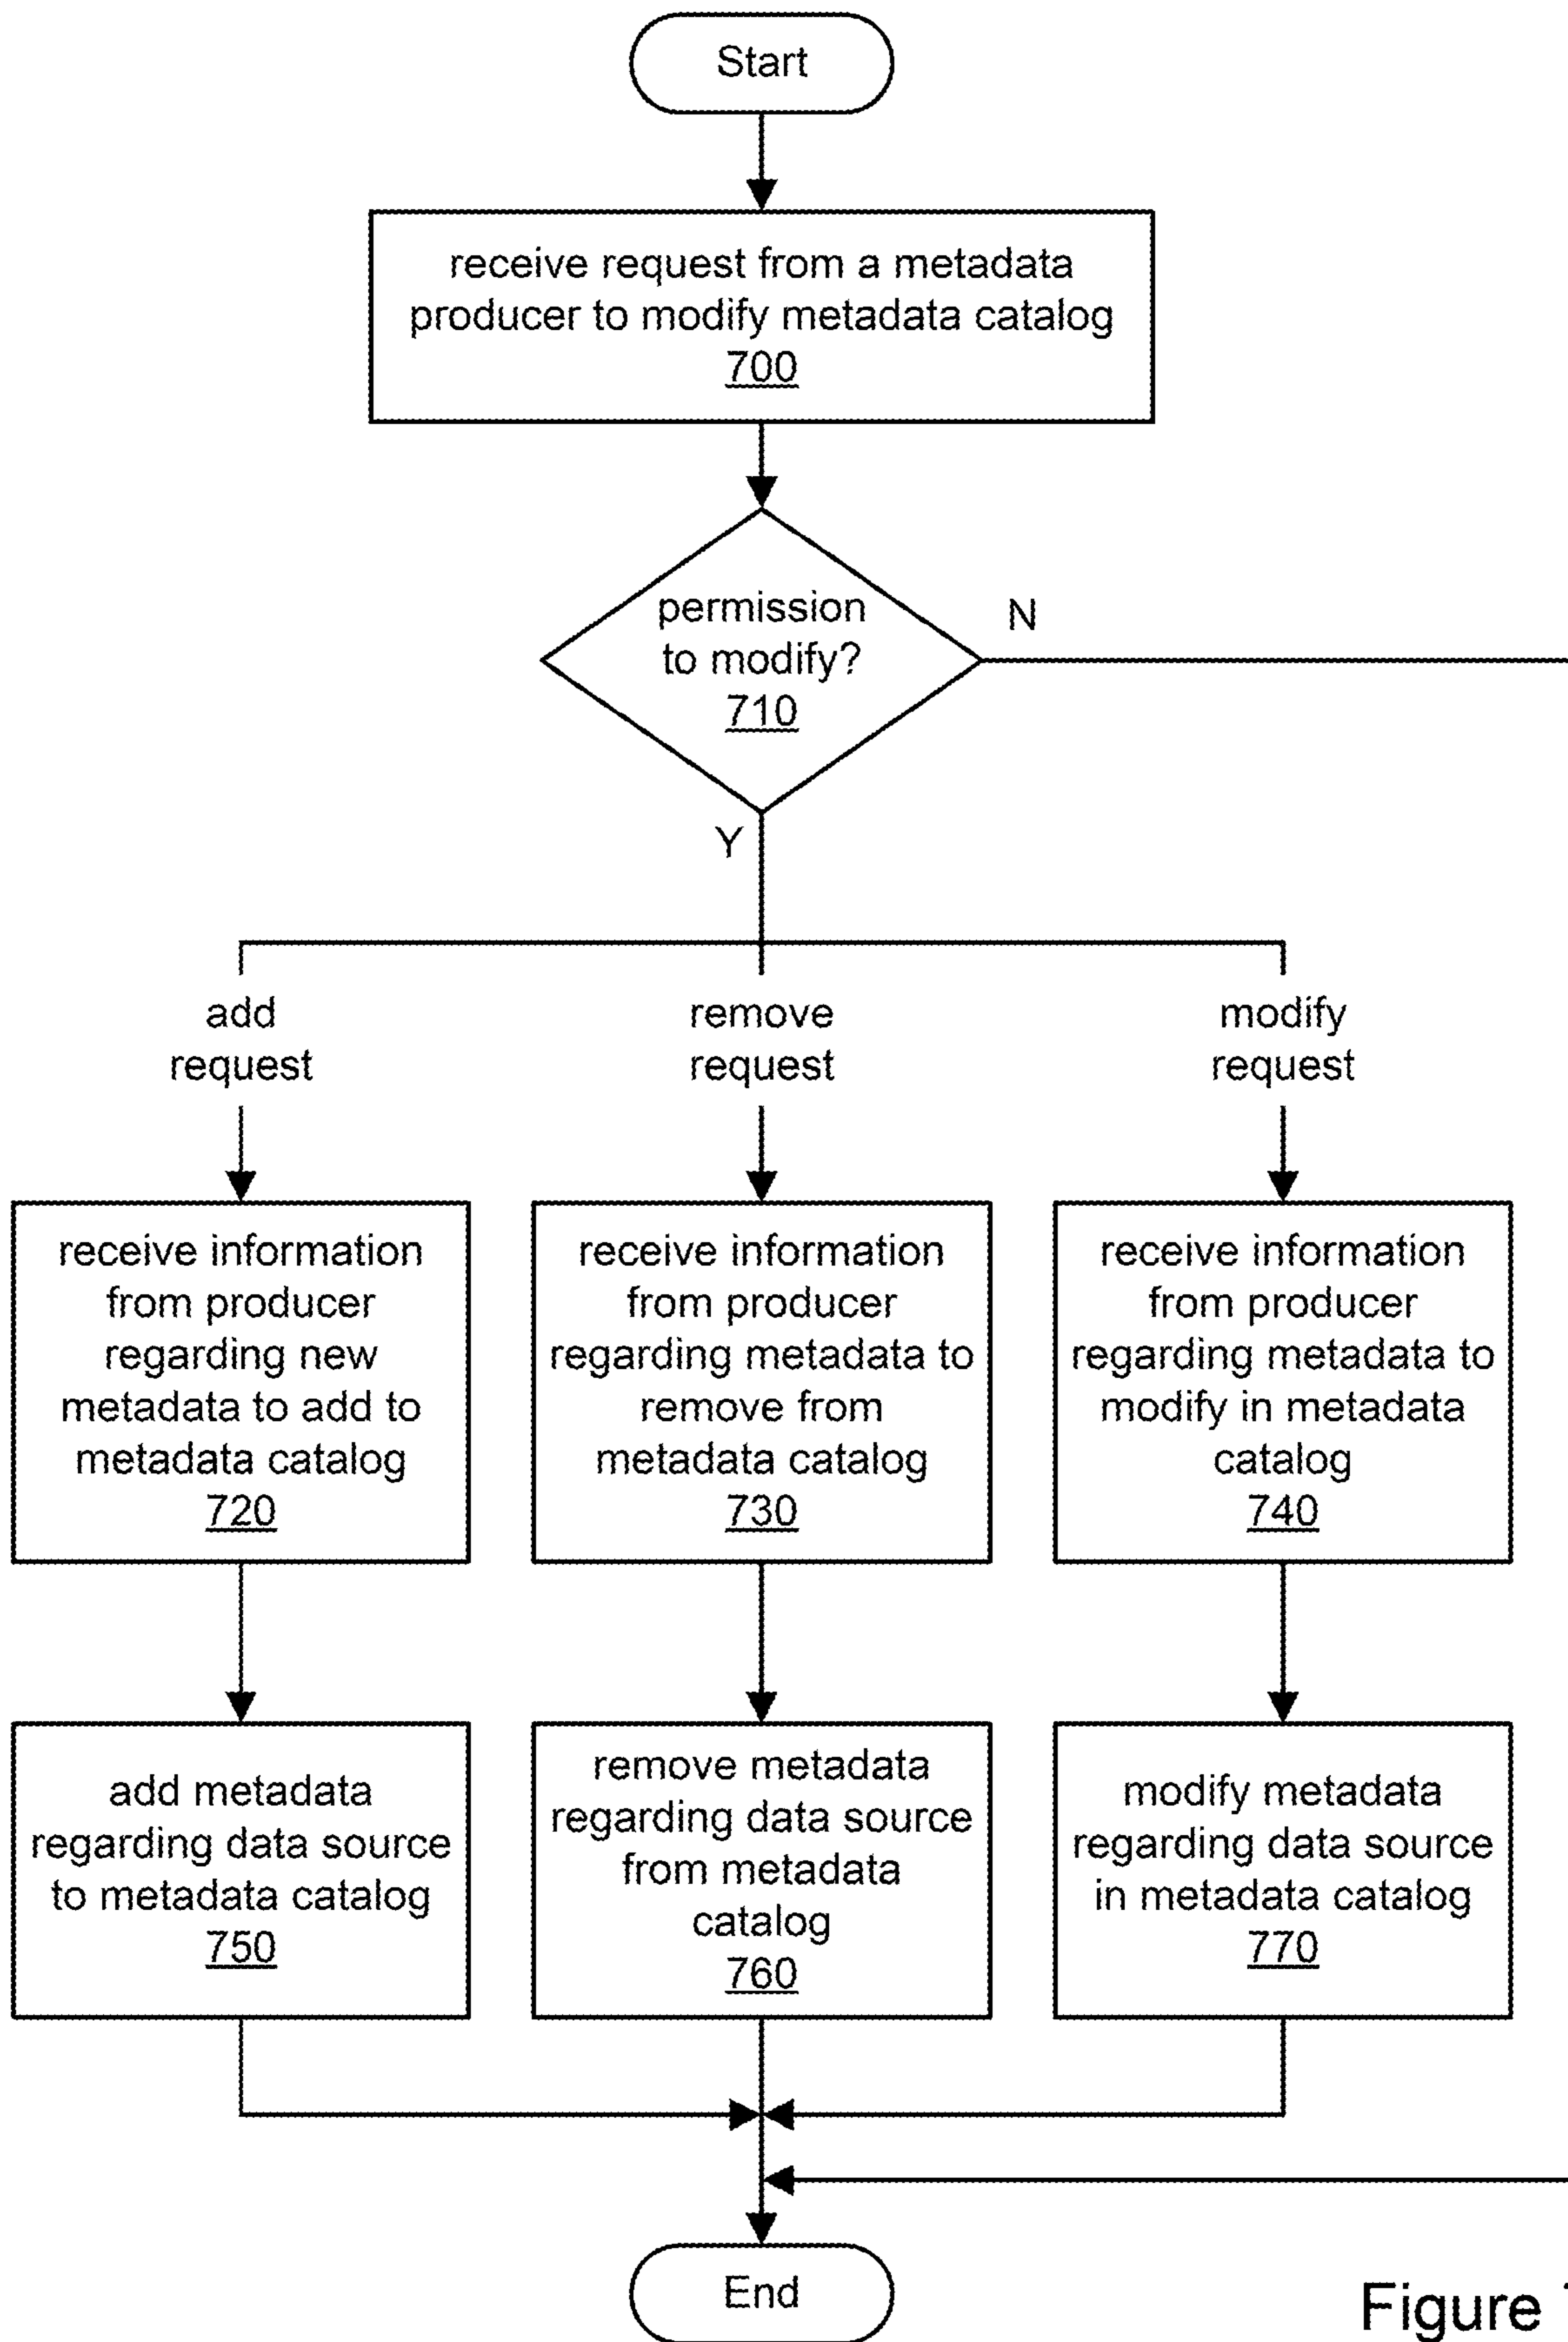 Start
receive request from a metadata
producer to modify metadata catalog
700
permission
to modify?
710
N
Y
add
request
remove
request
modify
request
receive information
from producer
regarding new
metadata to add to
metadata catalog
720
receive information
from producer
regarding metadata to
remove from
metadata catalog
730
receive information
from producer
regarding metadata to
modify in metadata
catalog
740
add metadata
regarding data source
to metadata catalog
750
remove metadata
regarding data source
from metadata
catalog
760
modify metadata
regarding data source
in metadata catalog
770
End
Figure